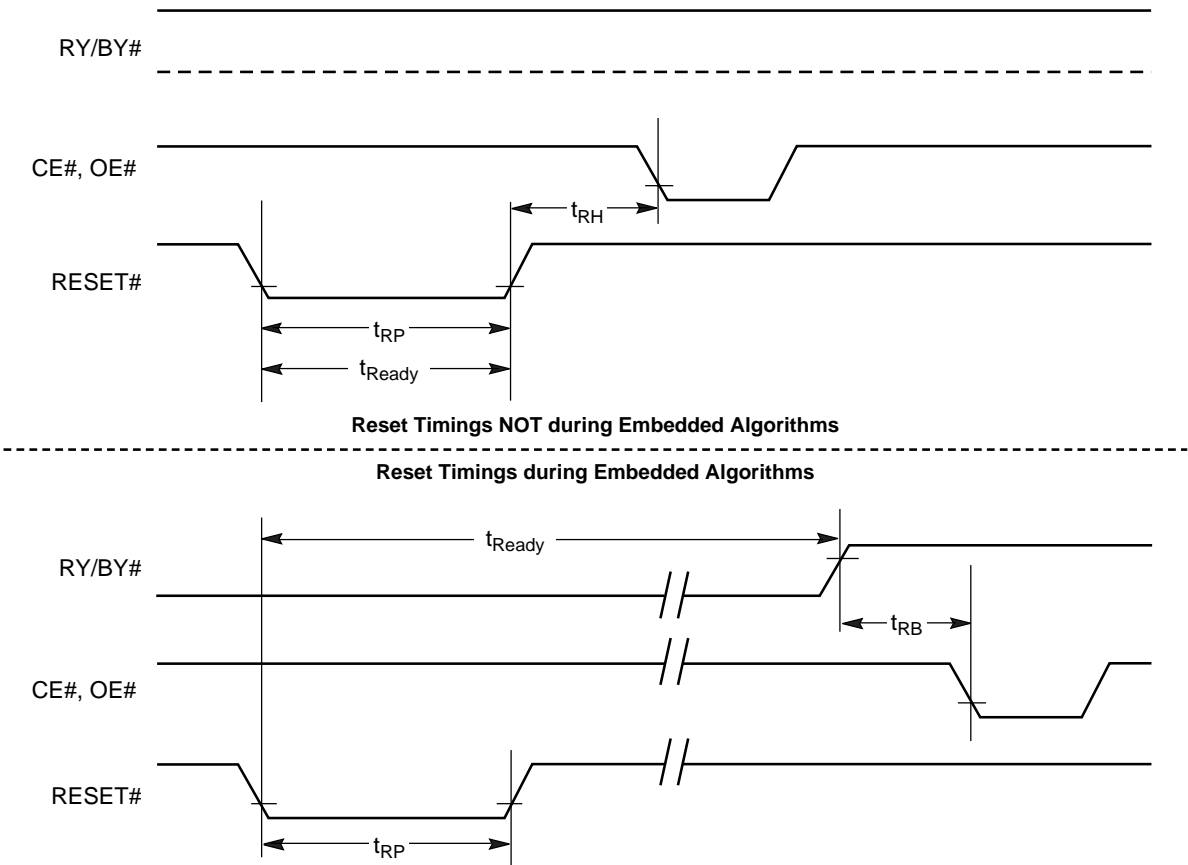 RY/BY#
CE#, OE#
tRH
RESET#
tRP
tReady
Reset Timings NOT during Embedded Algorithms
Reset Timings during Embedded Algorithms
tReady
RY/BY#
tRB
CE#, OE#
RESET#
tRP